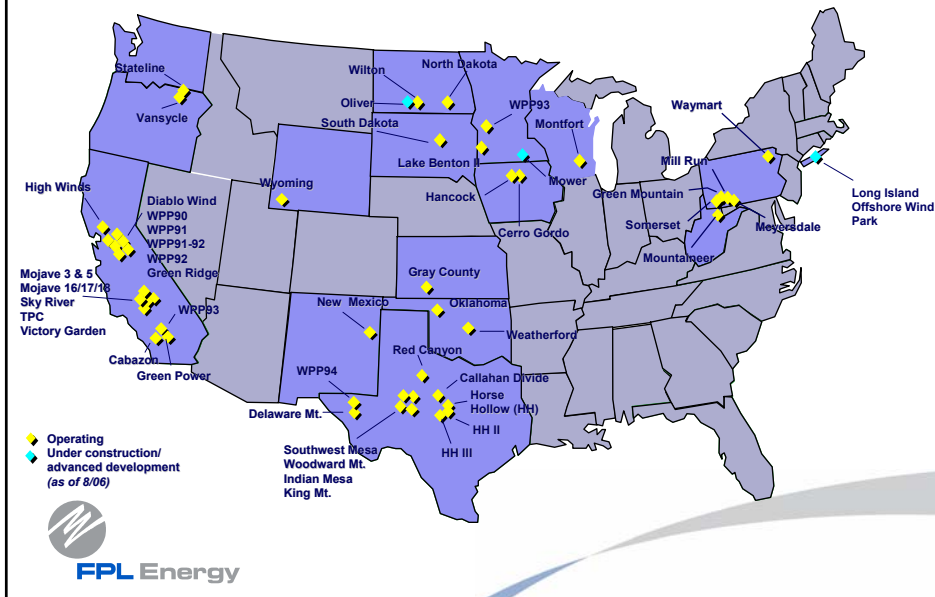 Stateline
Vansycle
Wilton
North Dakota
Oliver
South Dakota
WPP93
Montfort
Lake Benton II
Mower
Hancock
Cerro Gordo
Wyoming
Waymart
Mill Run
Green Mountain
Somerset
Meyersdale
Mountaineer
Long Island
Offshore Wind
Park
High Winds
Diablo Wind
WPP90
WPP91
WPP91-92
WPP92
Green Ridge
Mojave 3 & 5
Mojave 16/17/18
Sky River
TPC
Victory Garden
WPP93
Cabazon
Green Power
Gray County
New Mexico
Oklahoma
Weatherford
Red Canyon
WPP94
Delaware Mt.
Callahan Divide
Horse
Hollow (HH)
HH II
HH III
Southwest Mesa
Woodward Mt.
Indian Mesa
King Mt.
Operating
Under construction/
advanced development
(as of 8/06)
FPL Energy